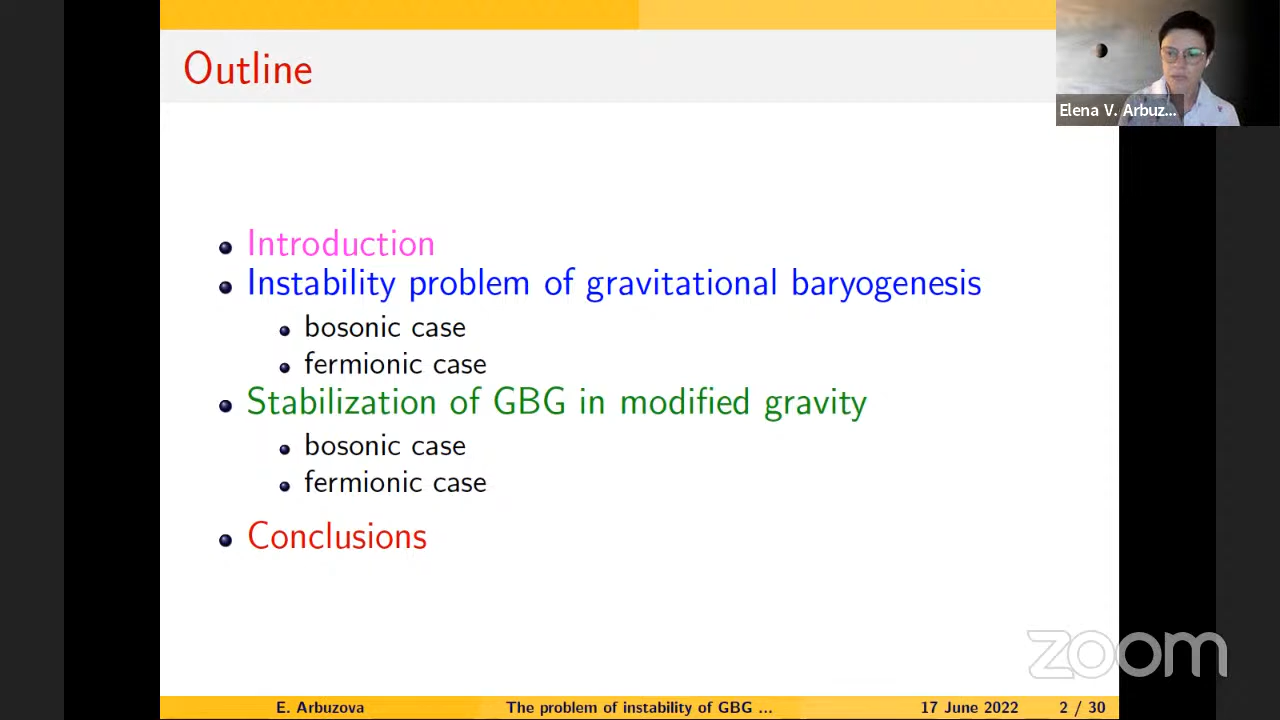 Outline
Elena V. Arbuz...
Introduction
Instability problem of gravitational baryogenesis
bosonic case
fermionic case
Stabilization of GBG in modified gravity
bosonic case
fermionic case
Conclusions
zoom
E. Arbuzova The problem of instability of GBG ... 17 June 2022 2 / 30